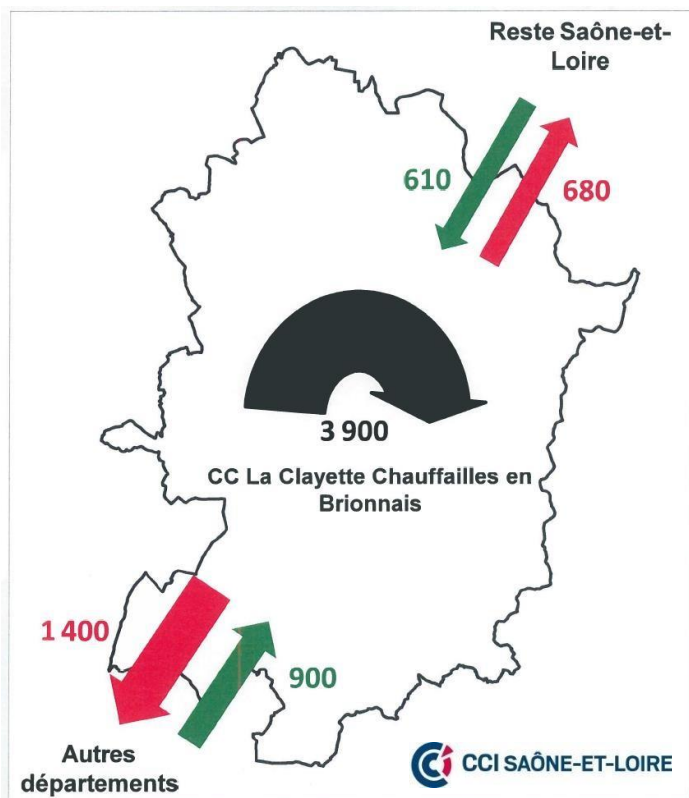 Reste Saône-et-
Loire
610
680
3 900
CC La Clayette Chauffailles en
Brionnais
1 400
900
Autres
départements
CCI SAÔNE-ET-LOIRE